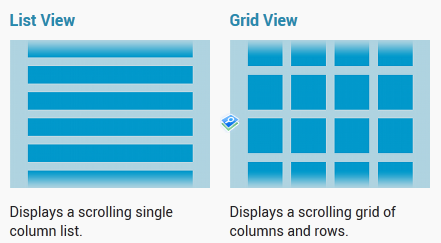 List View
Grid View
Displays a scrolling single
column list.
Displays a scrolling grid of
columns and rows.